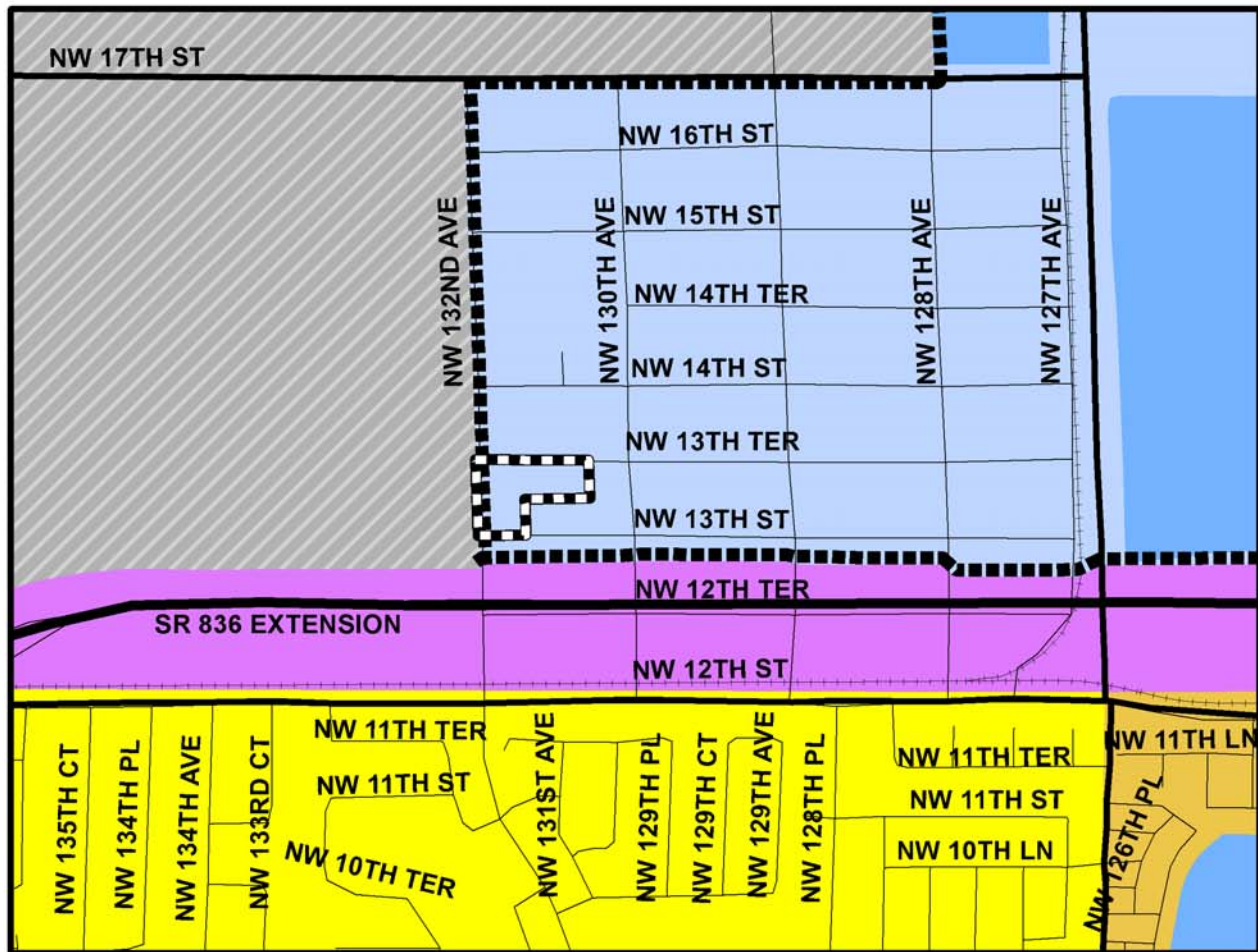 NW 17TH ST
NW 16TH ST
NW 132ND AVE
NW 130TH AVE
NW 15TH ST
NW 128TH AVE
NW 127TH AVE
NW 14TH TER
NW 14TH ST
NW 13TH TER
NW 13TH ST
NW 12TH TER
SR 836 EXTENSION
NW 12TH ST
NW 135TH CT
NW 134TH PL
NW 134TH AVE
NW 133RD CT
NW 11TH TER
NW 11TH ST
NW 10TH TER
NW 131ST AVE
NW 129TH PL
NW 129TH CT
NW 129TH AVE
NW 128TH PL
NW 11TH TER
NW 11TH ST
NW 10TH LN
NW 11TH LN
NW 126TH PL